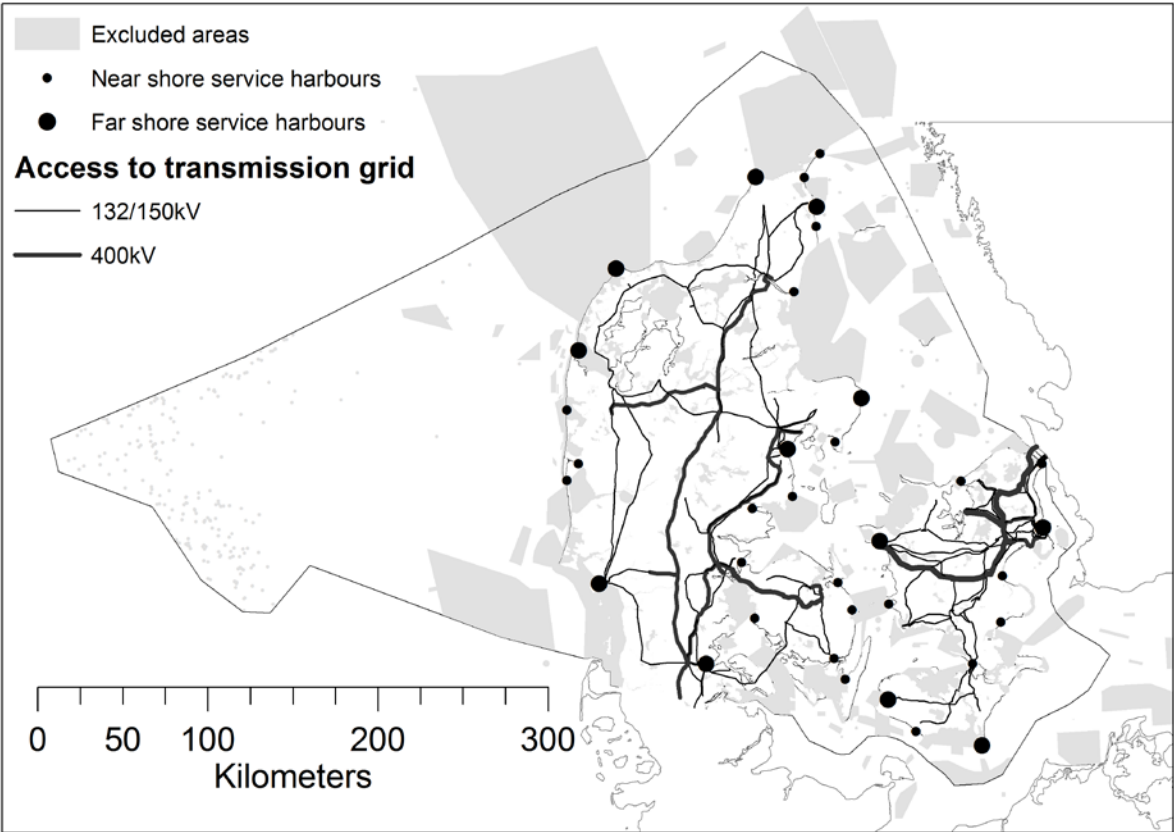 Excluded areas
Near shore service harbours
Far shore service harbours
Access to transmission grid
132/150kV
400kV
0 50 100 200 300
Kilometers